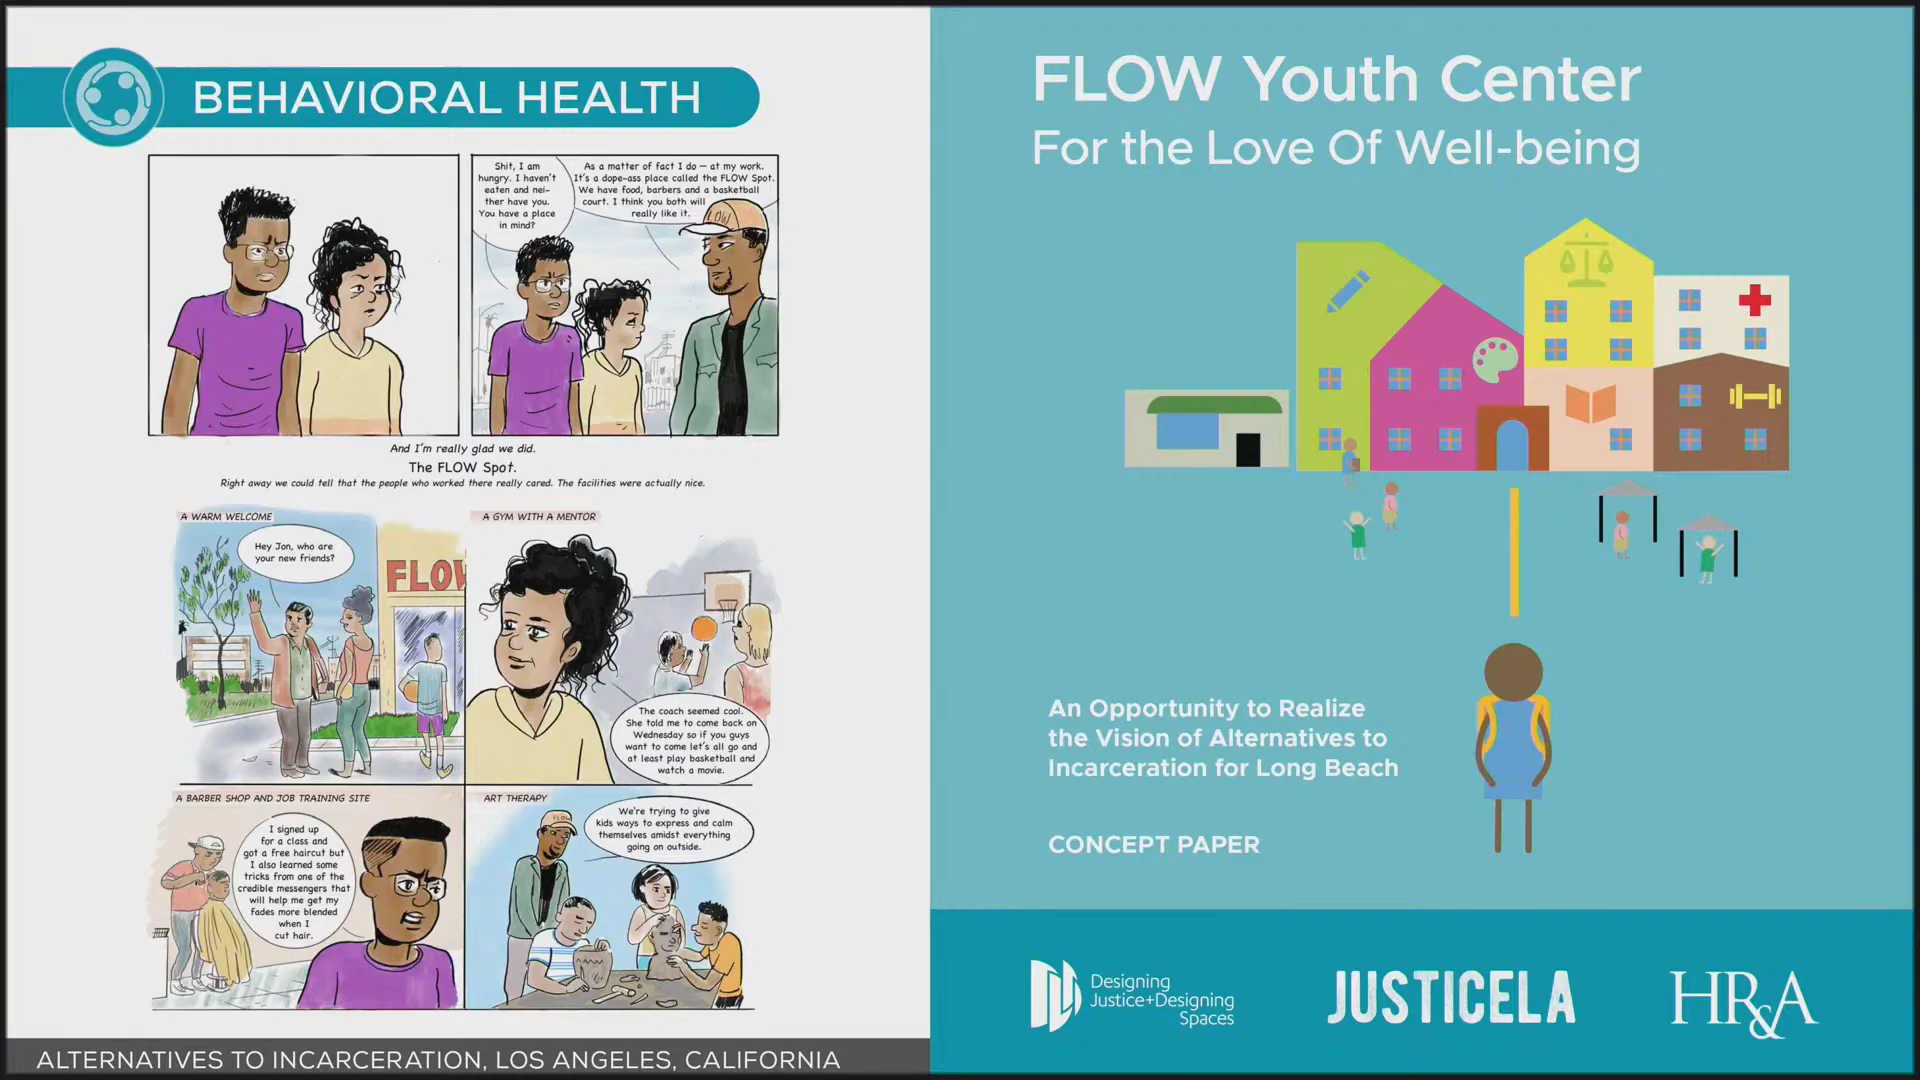 BEHAVIORAL HEALTH
Shit, I am
hungry. I haven't
eaten and nei-
ther have you.
You have a place
in mind?
As a matter of fact I do — at my work.
It's a dope-ass place called the FLOW Spot.
We have food, barbers and a basketball
court. I think you both will
really like it.
LOW
And I'm really glad we did.
The FLOW Spot.
Right away we could tell that the people who worked there really cared. The facilities were actually nice.
A WARM WELCOME
Hey Jon, who are
your new friends?
FLOW
A GYM WITH A MENTOR
The coach seemed cool.
She told me to come back on
Wednesday so if you guys
want to come let's all go and
at least play basketball and
watch a movie.
A BARBER SHOP AND JOB TRAINING SITE
I signed up
for a class and
got a free haircut but
I also learned some
tricks from one of the
credible messengers that
will help me get my
fades more blended
when I
cut hair.
ART THERAPY
We're trying to give
kids ways to express and calm
themselves amidst everything
going on outside.
FLOW
ALTERNATIVES TO INCARCERATION, LOS ANGELES, CALIFORNIA
FLOW Youth Center
For the Love Of Well-being
An Opportunity to Realize
the Vision of Alternatives to
Incarceration for Long Beach
CONCEPT PAPER
Designing
Justice+Designing
Spaces
JUSTICELA
HR&A